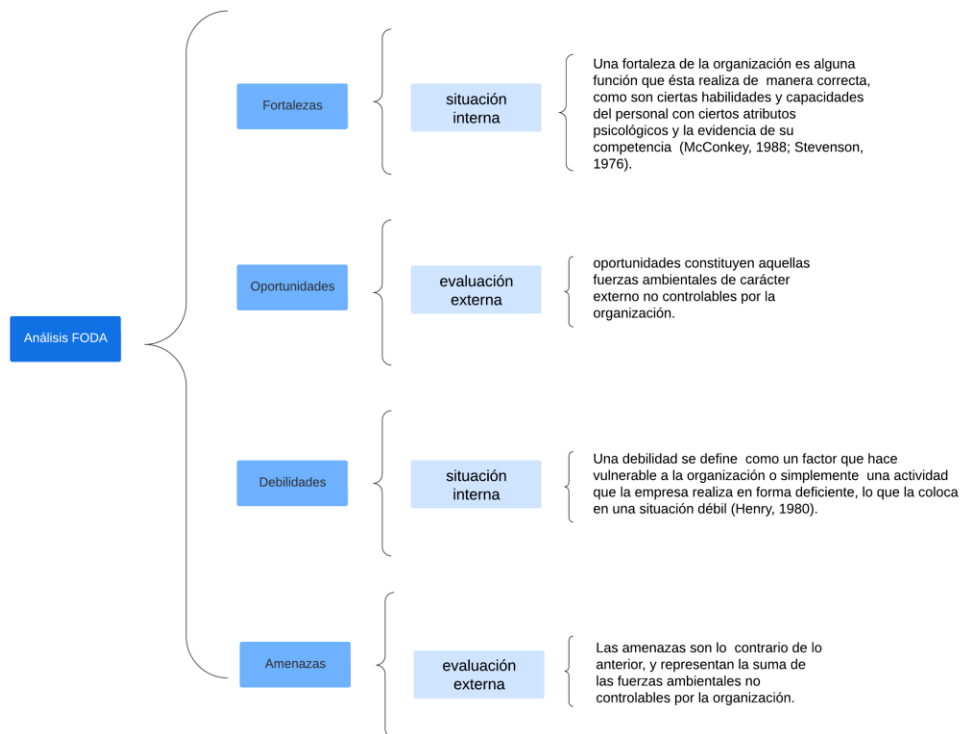 Análisis FODA
Fortalezas
situación
interna
Una fortaleza de la organización es alguna
función que ésta realiza de manera correcta,
como son ciertas habilidades y capacidades
del personal con ciertos atributos
psicológicos y la evidencia de su
competencia (McConkey, 1988; Stevenson,
1976).
Oportunidades
evaluación
externa
oportunidades constituyen aquellas
fuerzas ambientales de carácter
externo no controlables por la
organización.
Debilidades
situación
interna
Una debilidad se define como un factor que hace
vulnerable a la organización o simplemente una actividad
que la empresa realiza en forma deficiente, lo que la coloca
en una situación débil (Henry, 1980).
Amenazas
evaluación
externa
Las amenazas son lo contrario de lo
anterior, y representan la suma de
las fuerzas ambientales no
controlables por la organización.